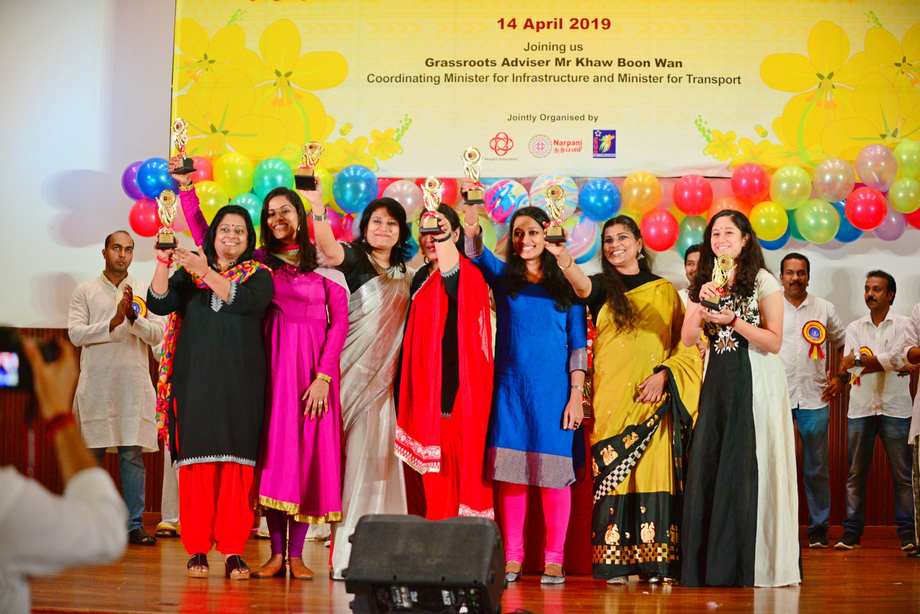 14 April 2019
Joining us
Grassroots Adviser Mr Khaw Boon Wan
Coordinating Minister for Infrastructure and Minister for Transport
Jointly Organised by
Narpani